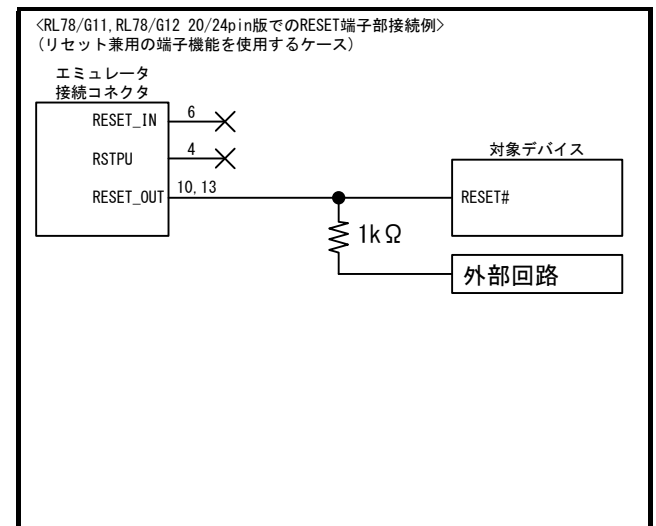 <RL78/G11,RL78/G12 20/24pin版でのRESET端子部接続例>
(リセット兼用の端子機能を使用するケース)
エミュレータ
接続コネクタ
RESET_IN 6
RSTPU 4
対象デバイス
RESET_OUT 10,13
RESET#
1kΩ
外部回路